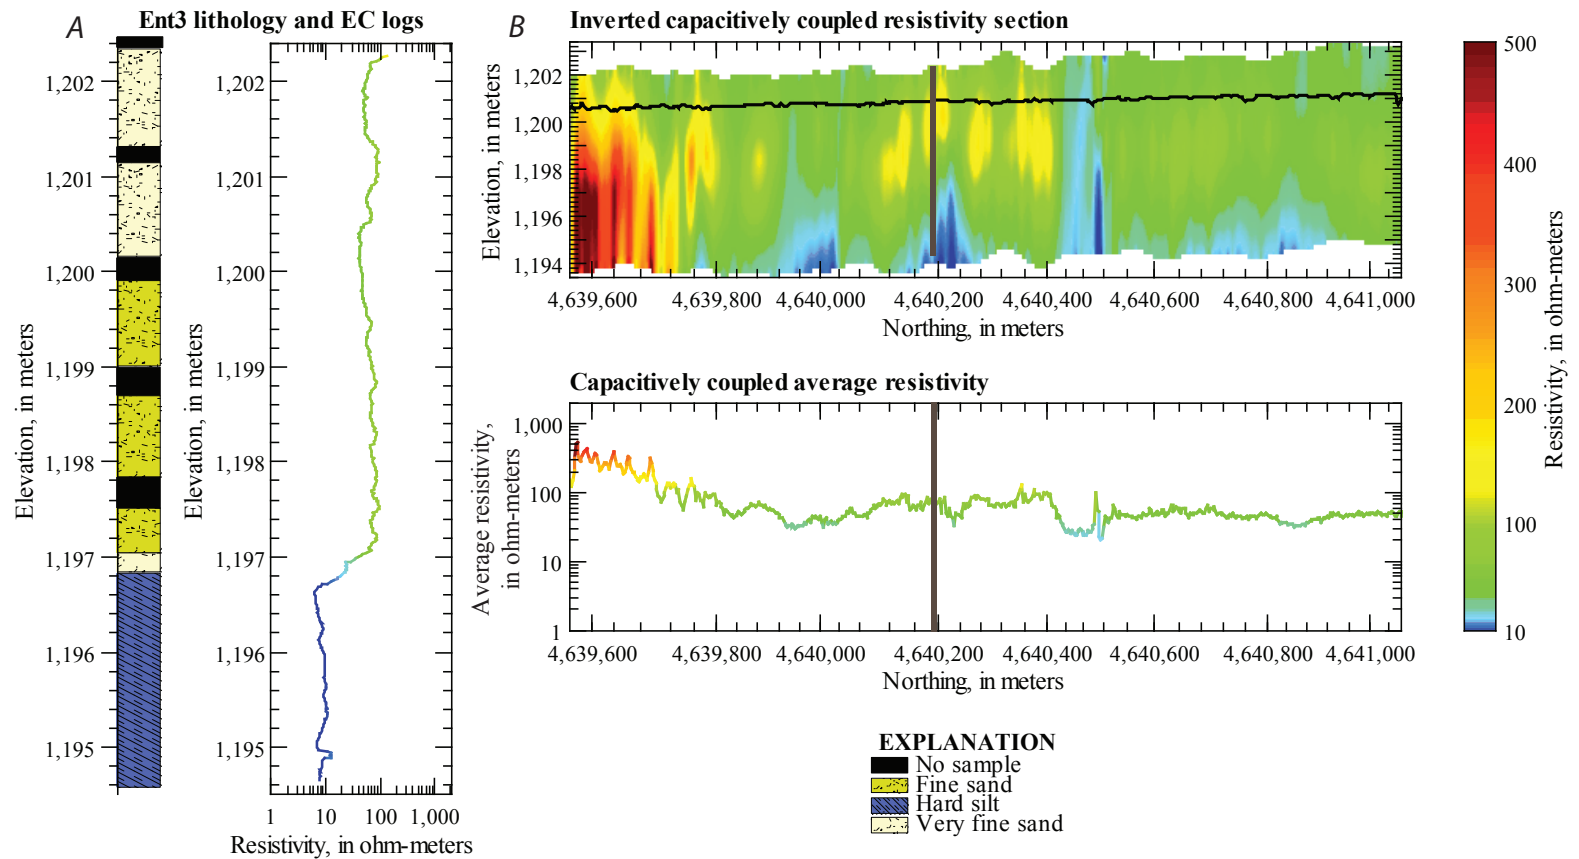 A
Ent3 lithology and EC logs
Elevation, in meters
1,202
1,201
1,200
1,199
1,198
1,197
1,196
1,195
Elevation, in meters
1,202
1,201
1,200
1,199
1,198
1,197
1,196
1,195
1 10 100 1,000
Resistivity, in ohm-meters
B
Inverted capacitively coupled resistivity section
Elevation, in meters
1,202
1,200
1,198
1,196
1,194
4,639,600 4,639,800 4,640,000 4,640,200 4,640,400 4,640,600 4,640,800 4,641,000
Northing, in meters
Capacitively coupled average resistivity
Average resistivity,
in ohm-meters
1,000
100
10
1
4,639,600 4,639,800 4,640,000 4,640,200 4,640,400 4,640,600 4,640,800 4,641,000
Northing, in meters
500
400
300
200
100
10
Resistivity, in ohm-meters
EXPLANATION
No sample
Fine sand
Hard silt
Very fine sand